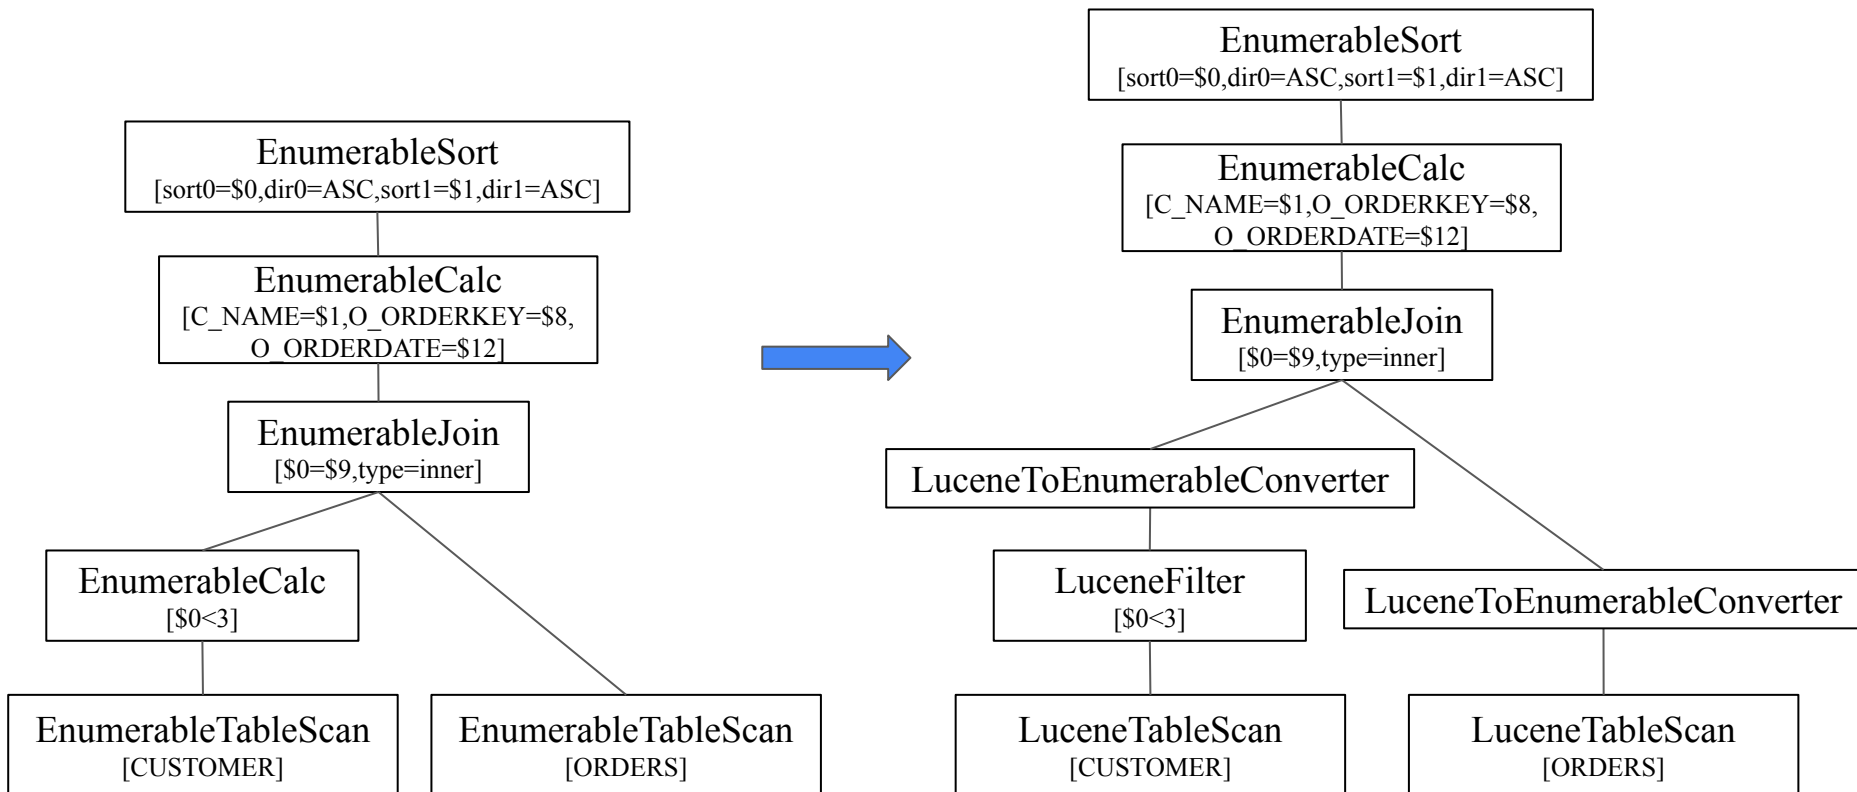 EnumerableSort
[sort0=$0,dir0=ASC,sort1=$1,dir1=ASC]
EnumerableCalc
[C_NAME=$1,O_ORDERKEY=$8,
O_ORDERDATE=$12]
EnumerableJoin
[$0=$9,type=inner]
EnumerableCalc
[$0<3]
EnumerableTableScan
[CUSTOMER]
EnumerableTableScan
[ORDERS]
EnumerableSort
[sort0=$0,dir0=ASC,sort1=$1,dir1=ASC]
EnumerableCalc
[C_NAME=$1,O_ORDERKEY=$8,
O_ORDERDATE=$12]
EnumerableJoin
[$0=$9,type=inner]
LuceneToEnumerableConverter
LuceneFilter
[$0<3]
LuceneToEnumerableConverter
LuceneTableScan
[CUSTOMER]
LuceneTableScan
[ORDERS]